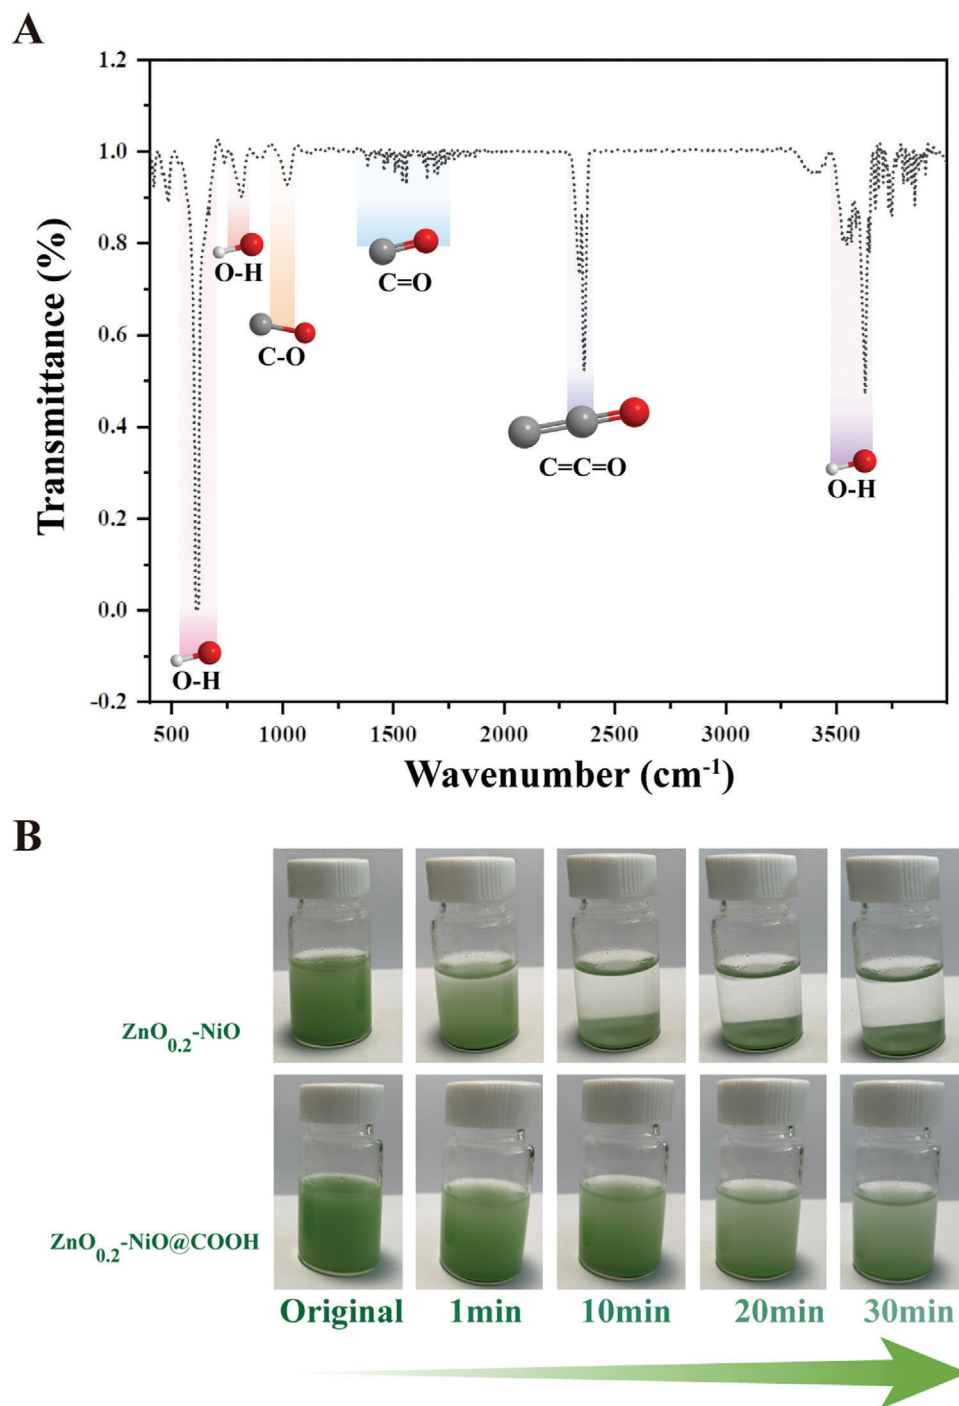 A
1.2
1.0
0.8
0.6
0.4
0.2
0.0
-0.2
Transmittance (%)
O-H
C-O
C=O
C=C=O
O-H
O-H
500 1000 1500 2000 2500 3000 3500
Wavenumber (cm⁻¹)
B
ZnO₀.₂-NiO
ZnO₀.₂-NiO@COOH
Original 1min 10min 20min 30min